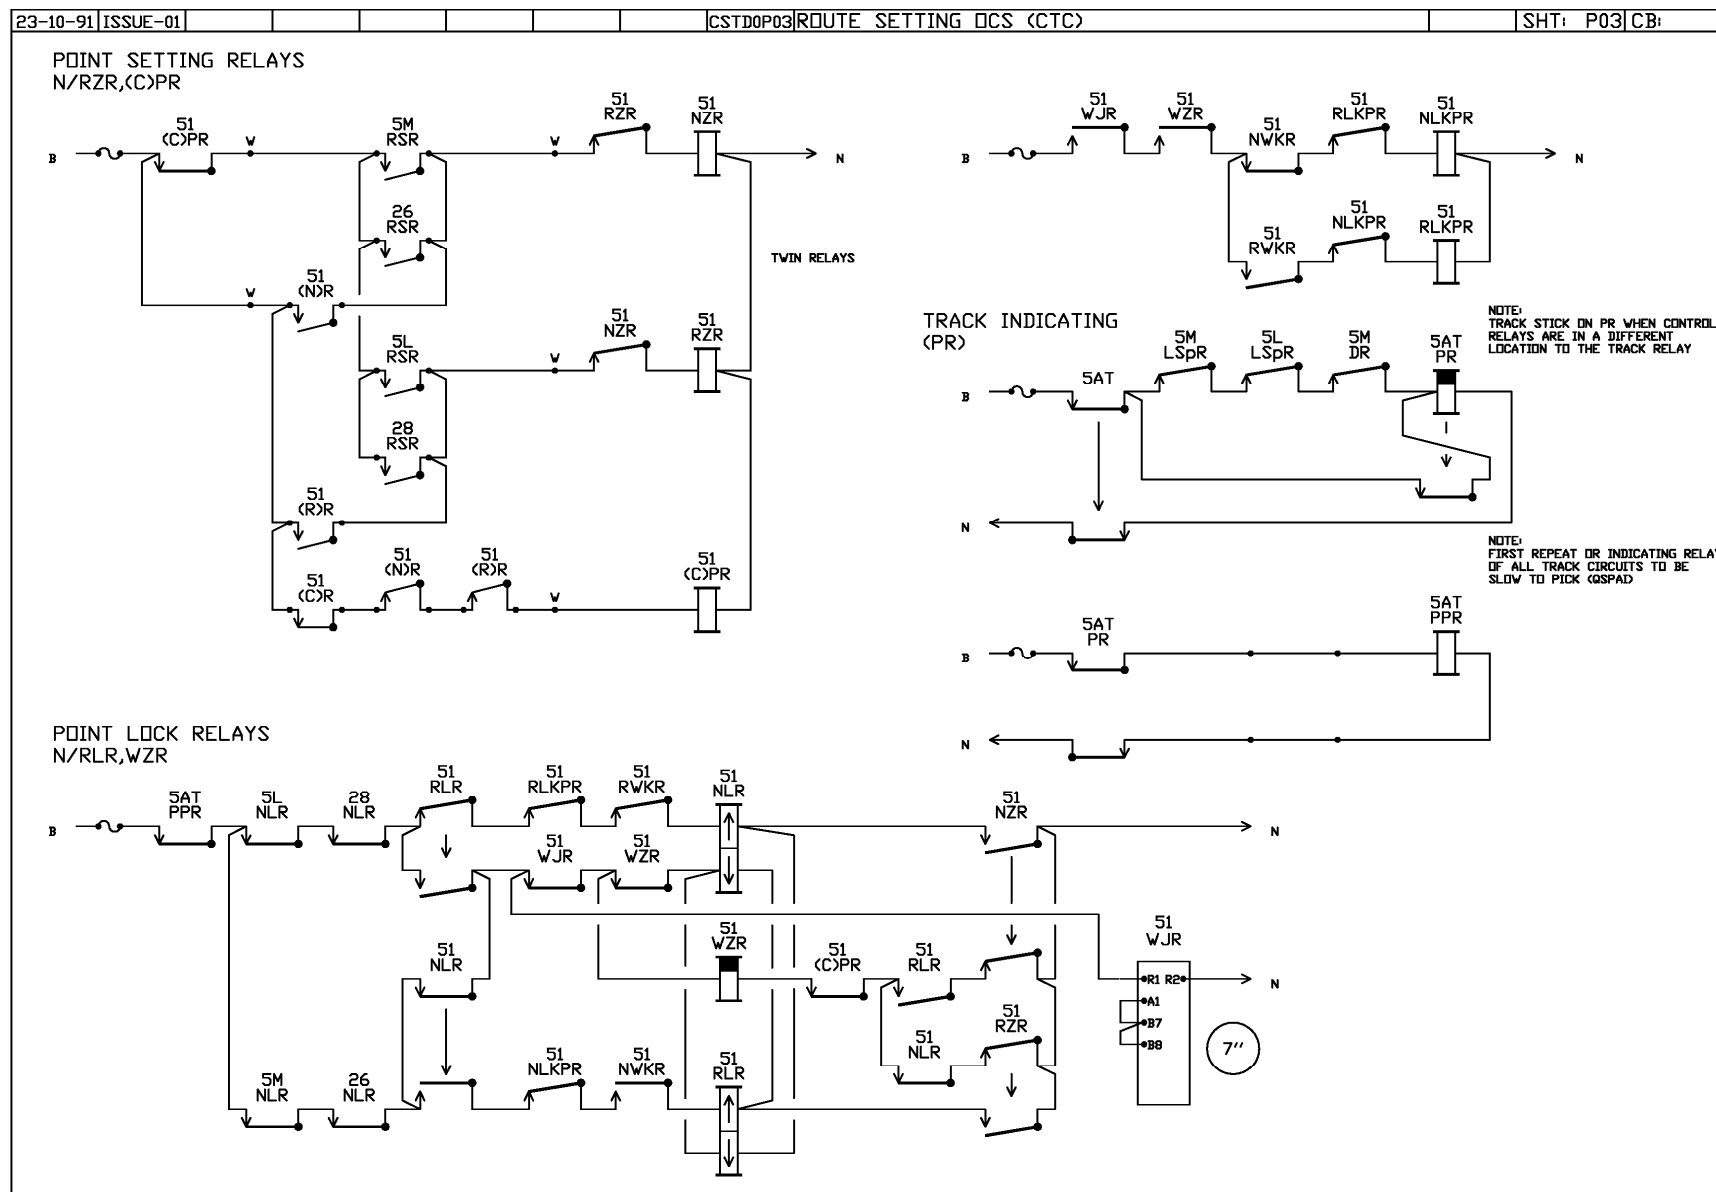 23-10-91 ISSUE-01 CSTD0P03 ROUTE SETTING OCS (CTC) SHT: P03 CB:
POINT SETTING RELAYS
N/RZR,(C)PR
B
51
(C)PR
W
5M
RSR
W
51
RZR
51
NZR
N
26
RSR
TWIN RELAYS
W
51
(N)R
5L
RSR
W
51
NZR
51
RZR
28
RSR
51
(R)R
51
(C)R
51
(N)R
51
(R)R
W
51
(C)PR
B
51
WJR
51
WZR
51
NWKR
51
RLKPR
51
NLKPR
N
51
RWKR
51
NLKPR
51
RLKPR
TRACK INDICATING
(PR)
NOTE:
TRACK STICK ON PR WHEN CONTROL
RELAYS ARE IN A DIFFERENT
LOCATION TO THE TRACK RELAY
B
5AT
5M
LSpR
5L
LSpR
5M
DR
5AT
PR
N
NOTE:
FIRST REPEAT OR INDICATING RELAY
OF ALL TRACK CIRCUITS TO BE
SLOW TO PICK (QSPAD)
B
5AT
PR
5AT
PPR
N
POINT LOCK RELAYS
N/RLR,WZR
B
5AT
PPR
5L
NLR
28
NLR
51
RLR
51
RLKPR
51
RWKR
51
NLR
51
NZR
N
51
WJR
51
WZR
51
NLR
51
WZR
51
(C)PR
51
RLR
51
WJR
R1 R2
N
A1
B7
B8
7''
51
NLR
51
RZR
5M
NLR
26
NLR
51
NLKPR
51
NWKR
51
RLR